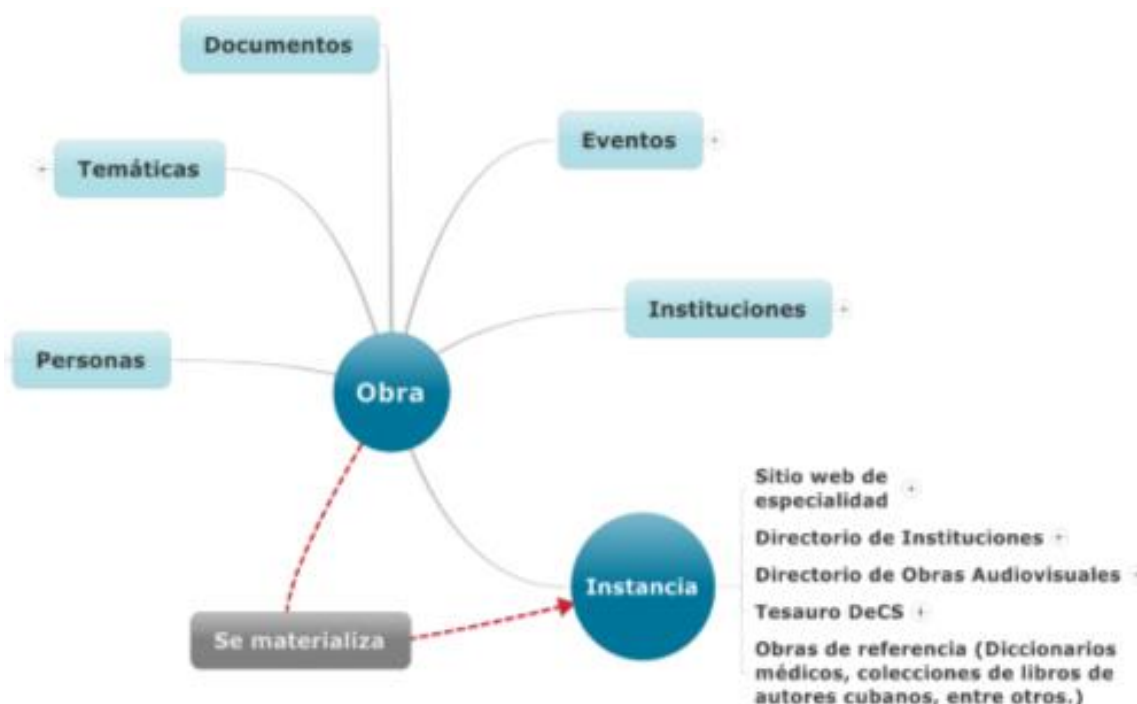 Documentos
Eventos
Temáticas
Instituciones
Personas
Obra
Sitio web de
especialidad
Directorio de Instituciones
Directorio de Obras Audiovisuales
Instancia
Tesauro DeCS
Se materializa
Obras de referencia (Diccionarios
médicos, colecciones de libros de
autores cubanos, entre otros.)